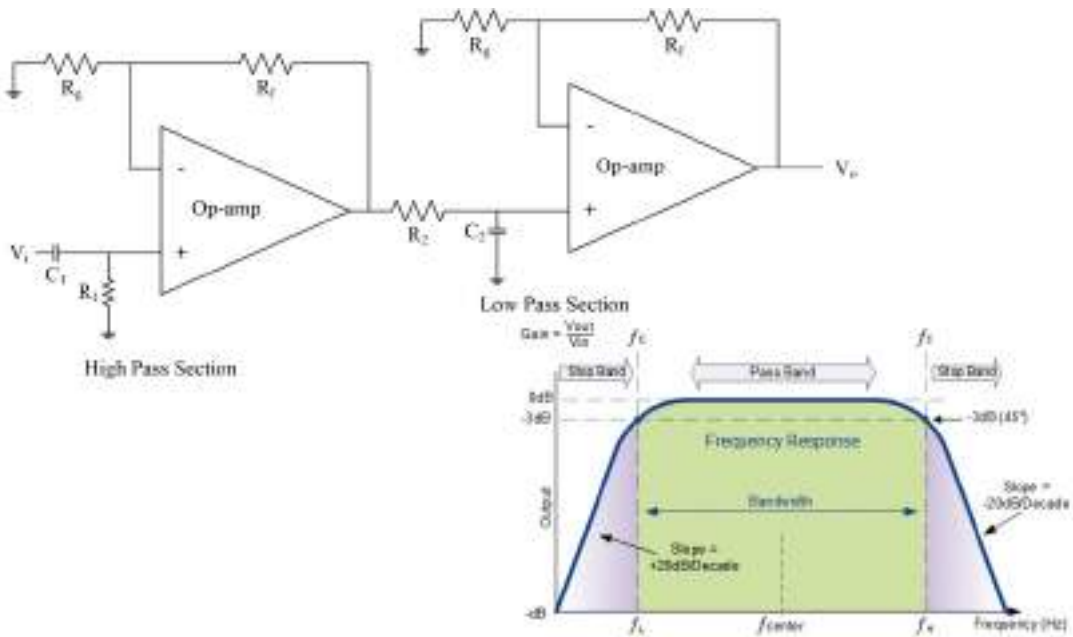 Rg
Rf
Op-amp
-
+
Vi
C1
R1
High Pass Section
Rg
Rf
Op-amp
-
+
Vo
R2
C2
Low Pass Section
Gain = Vout
Vin
fc
fc
Stop Band
Pass Band
Stop Band
0dB
-3dB
-3dB (45°)
Frequency Response
Slope =
-20dB/Decade
Bandwidth
Output
Slope =
+20dB/Decade
-dB
fL
fcenter
fH
Frequency (Hz)